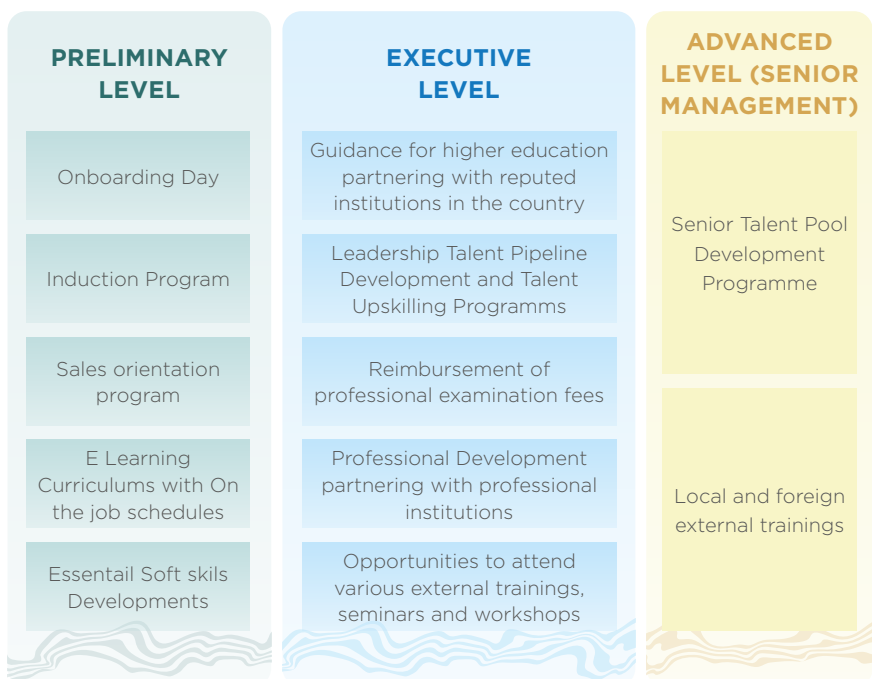 PRELIMINARY
LEVEL
Onboarding Day
Induction Program
Sales orientation
program
E Learning
Curriculums with On
the job schedules
Essentail Soft skils
Developments
EXECUTIVE
LEVEL
Guidance for higher education
partnering with reputed
institutions in the country
Leadership Talent Pipeline
Development and Talent
Upskilling Programms
Reimbursement of
professional examination fees
Professional Development
partnering with professional
institutions
Opportunities to attend
various external trainings,
seminars and workshops
ADVANCED
LEVEL (SENIOR
MANAGEMENT)
Senior Talent Pool
Development
Programme
Local and foreign
external trainings